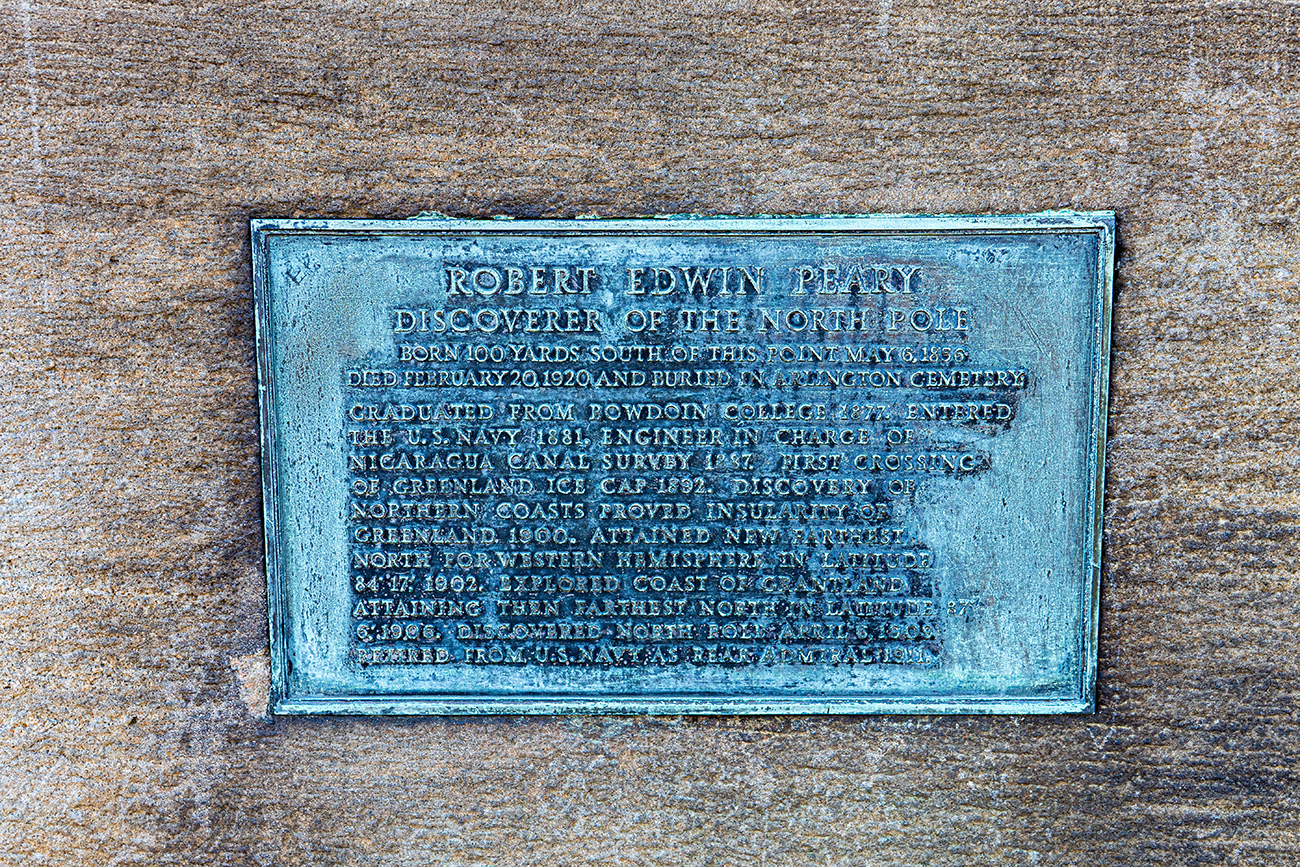 ROBERT EDWIN PEARY
DISCOVERER OF THE NORTH POLE
BORN 100 YARDS SOUTH OF THIS POINT MAY 6, 1856
DIED FEBRUARY 20, 1920, AND BURIED IN ARLINGTON CEMETERY
GRADUATED FROM BOWDOIN COLLEGE 1877. ENTERED
THE U.S. NAVY 1881. ENGINEER IN CHARGE OF
NICARAGUA CANAL SURVEY 1887. FIRST CROSSING
OF GREENLAND ICE CAP 1892. DISCOVERY OF
NORTHERN COASTS PROVED INSULARITY OF
GREENLAND 1900. ATTAINED NEW FARTHEST
NORTH FOR WESTERN HEMISPHERE IN LATITUDE
84·17· 1902. EXPLORED COAST OF GRANTLAND
ATTAINING THEN FARTHEST NORTH IN LATITUDE 87·
6, 1906. DISCOVERED NORTH POLE APRIL 6, 1909.
RETIRED FROM U.S. NAVY AS REAR ADMIRAL 1911.